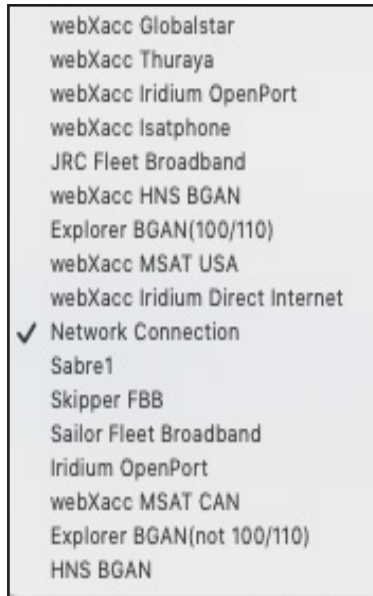 webXacc Globalstar
webXacc Thuraya
webXacc Iridium OpenPort
webXacc Isatphone
JRC Fleet Broadband
webXacc HNS BGAN
Explorer BGAN(100/110)
webXacc MSAT USA
webXacc Iridium Direct Internet
✓ Network Connection
Sabre1
Skipper FBB
Sailor Fleet Broadband
Iridium OpenPort
webXacc MSAT CAN
Explorer BGAN(not 100/110)
HNS BGAN